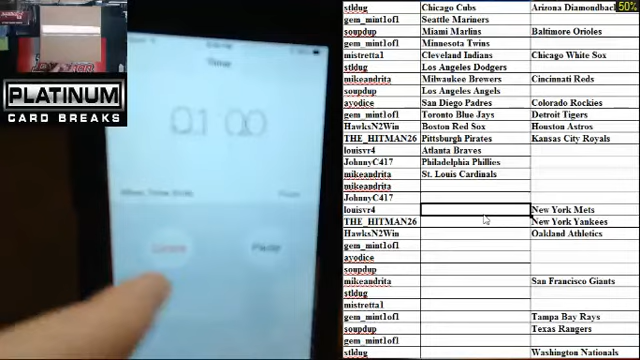 50%
stldug Chicago Cubs Arizona Diamondbacl
gem_mint1of1 Seattle Mariners
soupdup Miami Marlins Baltimore Orioles
gem_mint1of1 Minnesota Twins
mistretta1 Cleveland Indians Chicago White Sox
stldug Los Angeles Dodgers
mikeandrita Milwaukee Brewers Cincinnati Reds
soupdup Los Angeles Angels
ayodice San Diego Padres Colorado Rockies
gem_mint1of1 Toronto Blue Jays Detroit Tigers
HawksN2Win Boston Red Sox Houston Astros
THE_HITMAN26 Pittsburgh Pirates Kansas City Royals
louisvr4 Atlanta Braves
JohnnyC417 Philadelphia Phillies
mikeandrita St. Louis Cardinals
mikeandrita
JohnnyC417
louisvr4 New York Mets
THE_HITMAN26 New York Yankees
HawksN2Win Oakland Athletics
gem_mint1of1
ayodice
soupdup
mikeandrita San Francisco Giants
stldug
mistretta1
gem_mint1of1 Tampa Bay Rays
soupdup Texas Rangers
gem_mint1of1
stldug Washington Nationals
PLATINUM
CARD BREAKS
Timer
01:00
Pause